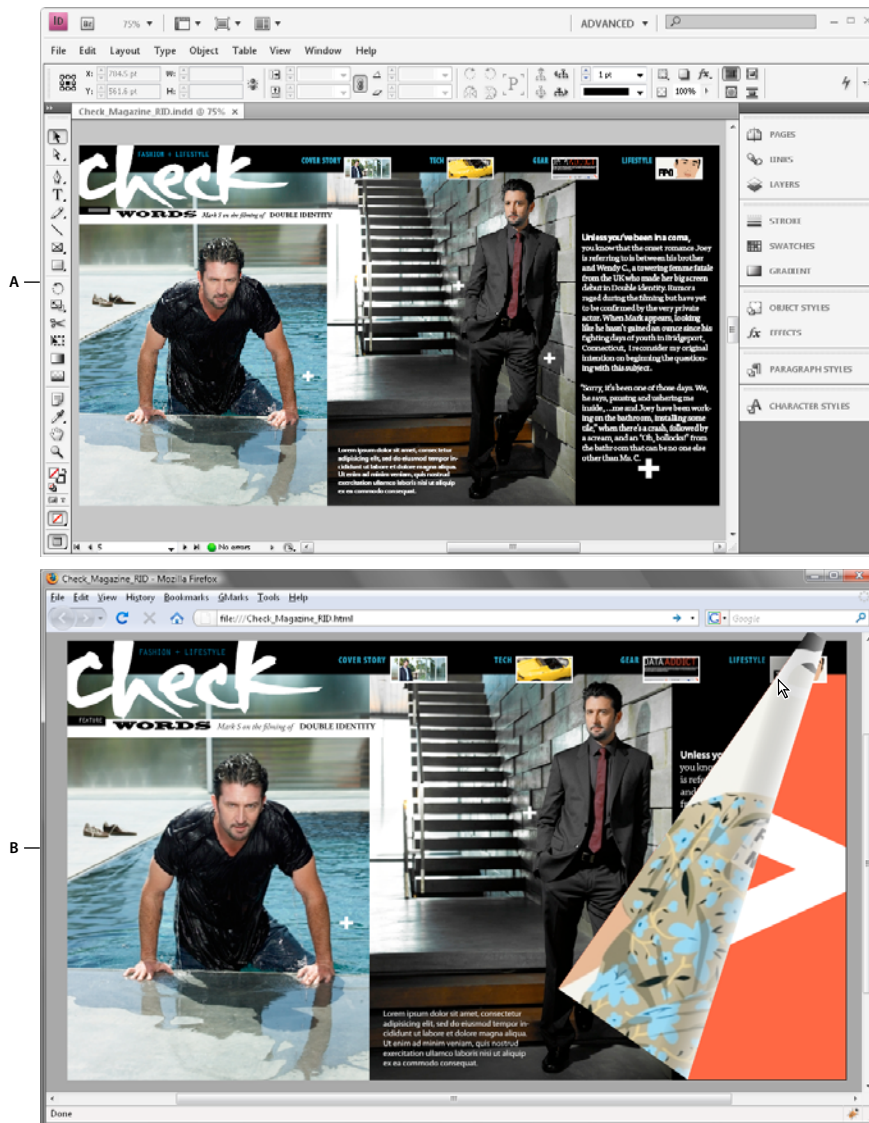 ID Br 75% ADVANCED
File Edit Layout Type Object Table View Window Help
X: 704.5 pt W: 1 pt
Y: 561.6 pt H: P 100%
Check_Magazine_RID.indd @ 75% ×
FASHION + LIFESTYLE
check
COVER STORY TECH GEAR LIFESTYLE FPO
WORDS Mark S on the filming of DOUBLE IDENTITY
Unless you've been in a coma,
you know that the onset romance Joey
is referring to is between his brother
and Wendy C., a towering femme fatale
from the UK who made her big screen
debut in Double Identity. Rumors
raged during the filming but have yet
to be confirmed by the very private
actor. When Mark appears, looking
like he hasn't gained an ounce since his
fighting days of youth in Bridgeport,
Connecticut, I reconsider my original
intention on beginning the question-
ing with this subject.
"Sorry, it's been one of those days. We,
he says, pausing and ushering me
inside, ...me and Joey have been work-
ing on the bathroom, installing some
tile," when there's a crash, followed by
a scream, and an "Oh, bollocks!" from
the bathroom that can be no one else
other than Ms. C.
Lorem ipsum dolor sit amet, consectetur
adipisicing elit, sed do eiusmod tempor in-
cididunt ut labore et dolore magna aliqua.
Ut enim ad minim veniam, quis nostrud
exercitation ullamco laboris nisi ut aliquip
ex ea commodo consequat.
PAGES
LINKS
LAYERS
STROKE
SWATCHES
GRADIENT
OBJECT STYLES
fx EFFECTS
PARAGRAPH STYLES
CHARACTER STYLES
A
T
5 No errors
Check_Magazine_RID - Mozilla Firefox
File Edit View History Bookmarks GMarks Tools Help
file:///Check_Magazine_RID.html G Google
FASHION + LIFESTYLE
check
COVER STORY TECH GEAR DATA ADDICT LIFESTYLE
FEATURE WORDS Mark S on the filming of DOUBLE IDENTITY
Unless yo
you kno
is refe
and
B
Lorem ipsum dolor sit amet, consectetur
adipisicing elit, sed do eiusmod tempor in-
cididunt ut labore et dolore magna aliqua.
Ut enim ad minim veniam, quis nostrud
exercitation ullamco laboris nisi ut aliquip
ex ea commodo consequat.
Done